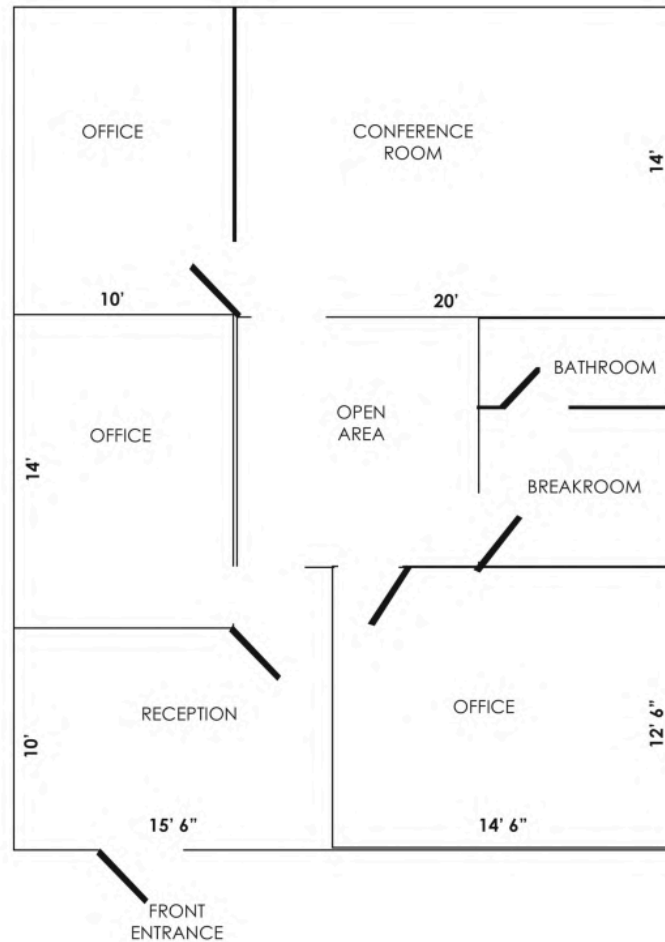 OFFICE
CONFERENCE
ROOM
14'
10'
20'
BATHROOM
OPEN
AREA
OFFICE
14'
BREAKROOM
RECEPTION
OFFICE
10'
12' 6”
15' 6”
14' 6”
FRONT
ENTRANCE